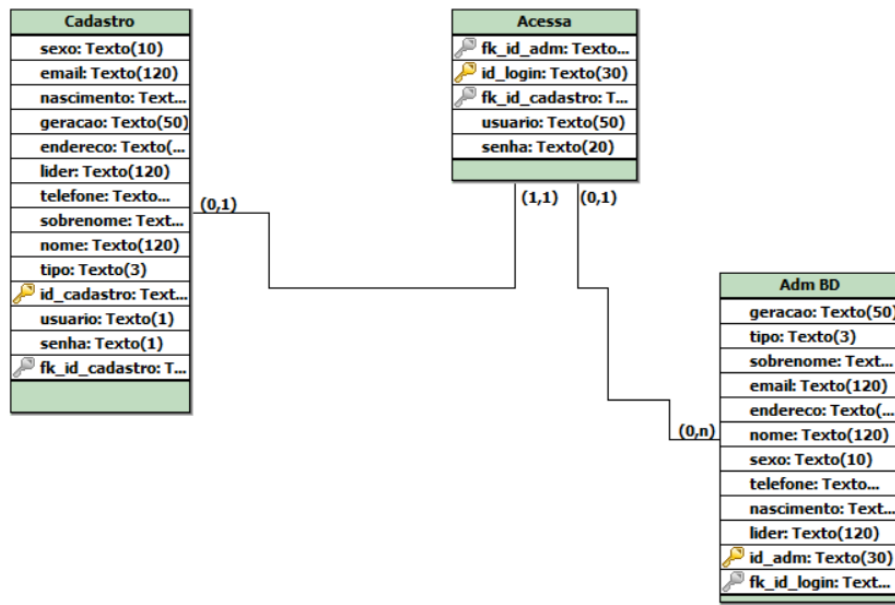 Cadastro
sexo: Texto(10)
email: Texto(120)
nascimento: Text...
geracao: Texto(50)
endereco: Texto(...
lider: Texto(120)
telefone: Texto...
sobrenome: Text...
nome: Texto(120)
tipo: Texto(3)
id_cadastro: Text...
usuario: Texto(1)
senha: Texto(1)
fk_id_cadastro: T...
(0,1)
Acessa
fk_id_adm: Texto...
id_login: Texto(30)
fk_id_cadastro: T...
usuario: Texto(50)
senha: Texto(20)
(1,1)
(0,1)
(0,n)
Adm BD
geracao: Texto(50)
tipo: Texto(3)
sobrenome: Text...
email: Texto(120)
endereco: Texto(...
nome: Texto(120)
sexo: Texto(10)
telefone: Texto...
nascimento: Text...
lider: Texto(120)
id_adm: Texto(30)
fk_id_login: Text...